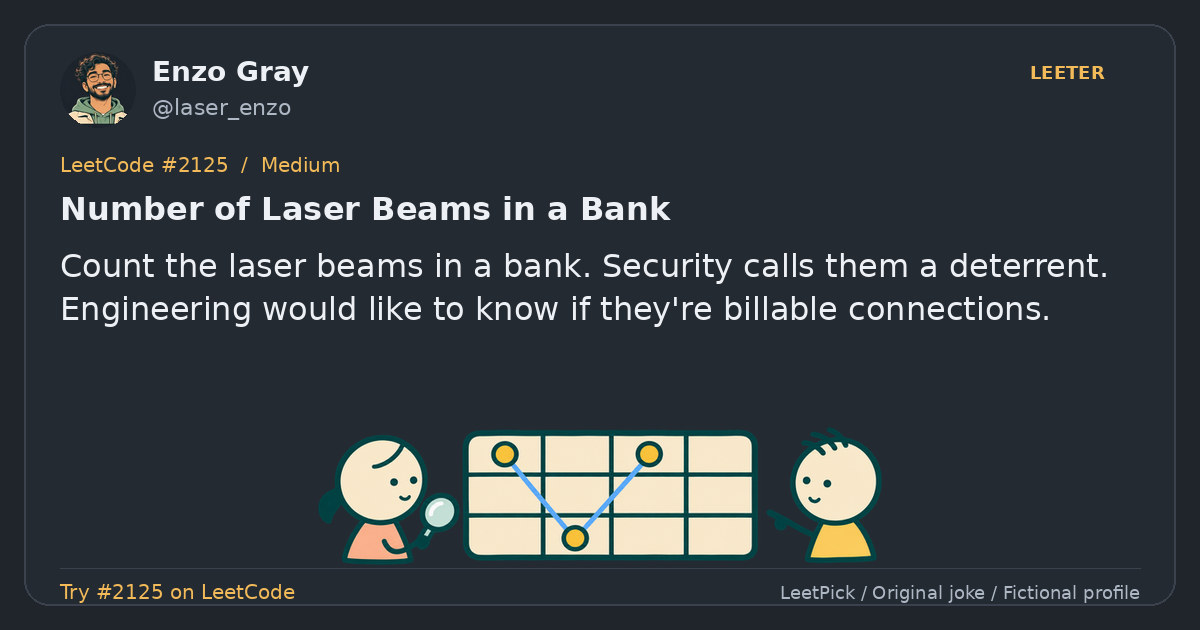 Enzo Gray
@laser_enzo
LEETER
LeetCode #2125 / Medium
Number of Laser Beams in a Bank
Count the laser beams in a bank. Security calls them a deterrent.
Engineering would like to know if they're billable connections.
Try #2125 on LeetCode
LeetPick / Original joke / Fictional profile